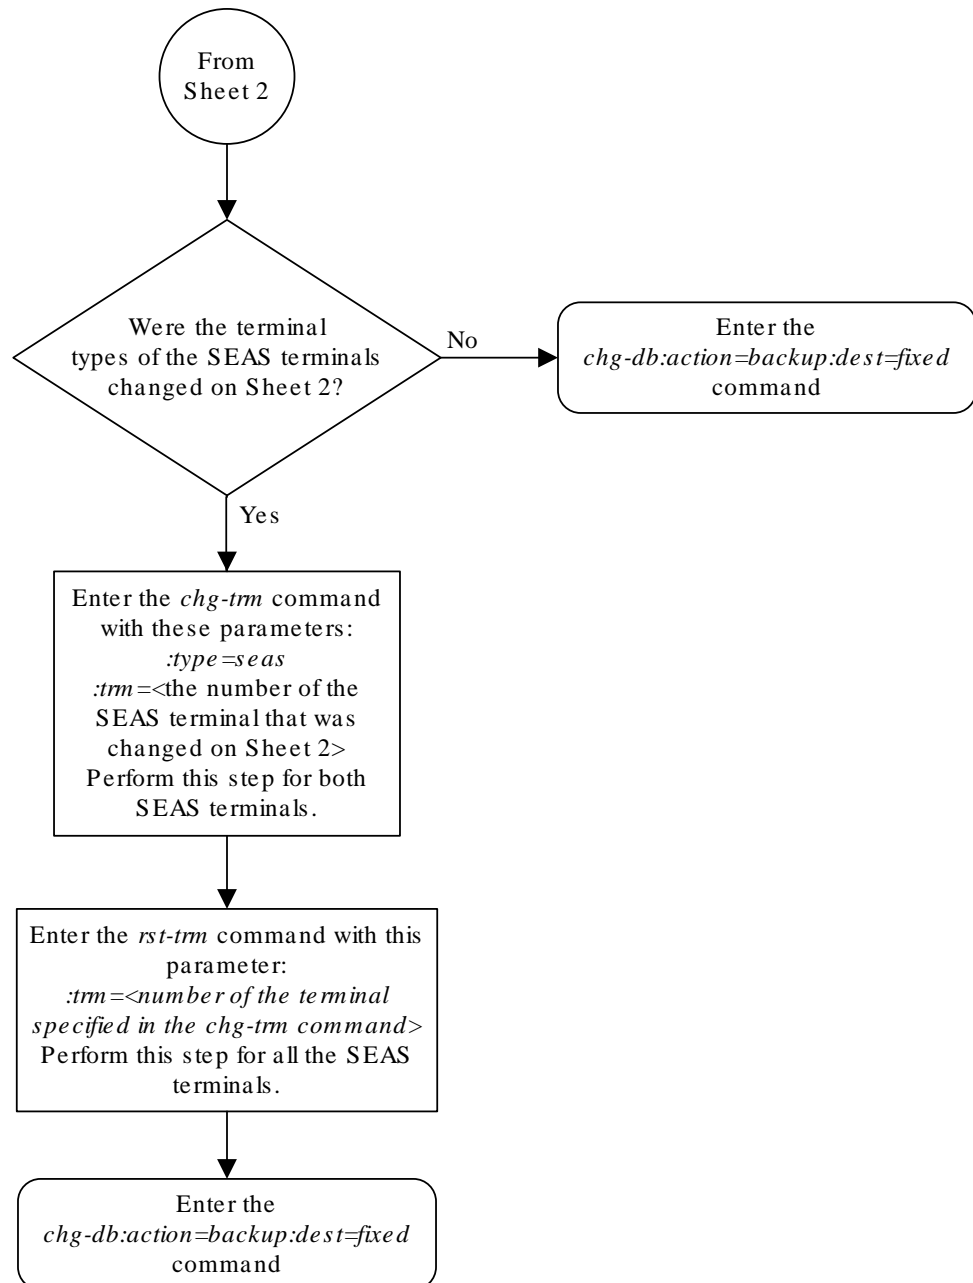 From
Sheet 2
Were the terminal
types of the SEAS terminals
changed on Sheet 2?
No
Enter the
chg-db:action=backup:dest=fixed
command
Yes
Enter the chg-trm command
with these parameters:
:type=seas
:trm=<the number of the
SEAS terminal that was
changed on Sheet 2>
Perform this step for both
SEAS terminals.
Enter the rst-trm command with this
parameter:
:trm=<number of the terminal
specified in the chg-trm command>
Perform this step for all the SEAS
terminals.
Enter the
chg-db:action=backup:dest=fixed
command